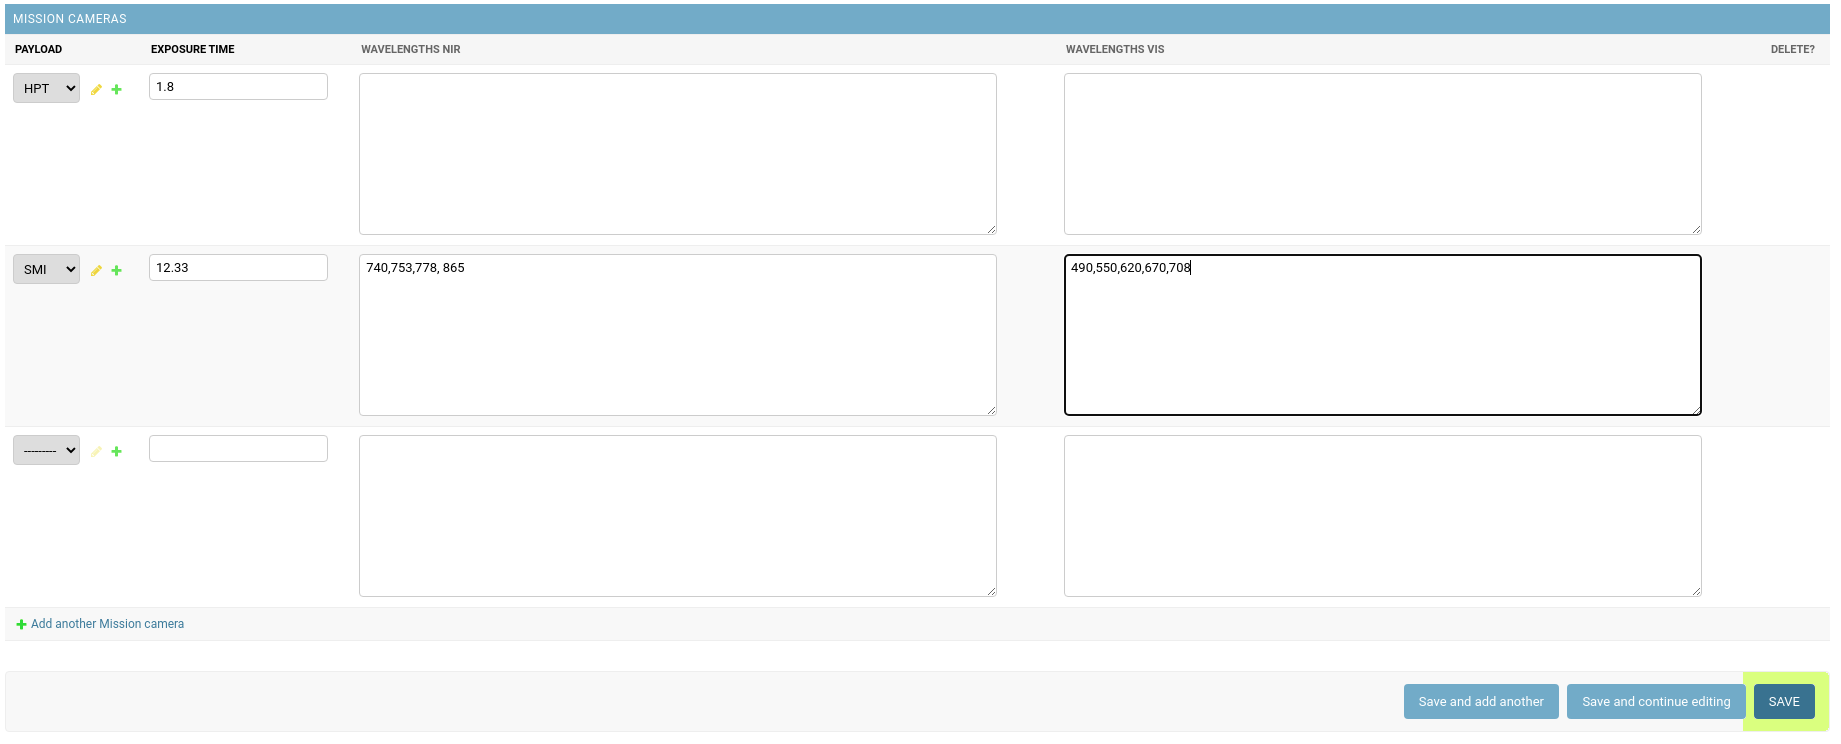 MISSION CAMERAS
PAYLOAD EXPOSURE TIME WAVELENGTHS NIR WAVELENGTHS VIS DELETE?
HPT 1.8
SMI 12.33 740,753,778, 865 490,550,620,670,708
---------
Add another Mission camera
Save and add another Save and continue editing SAVE